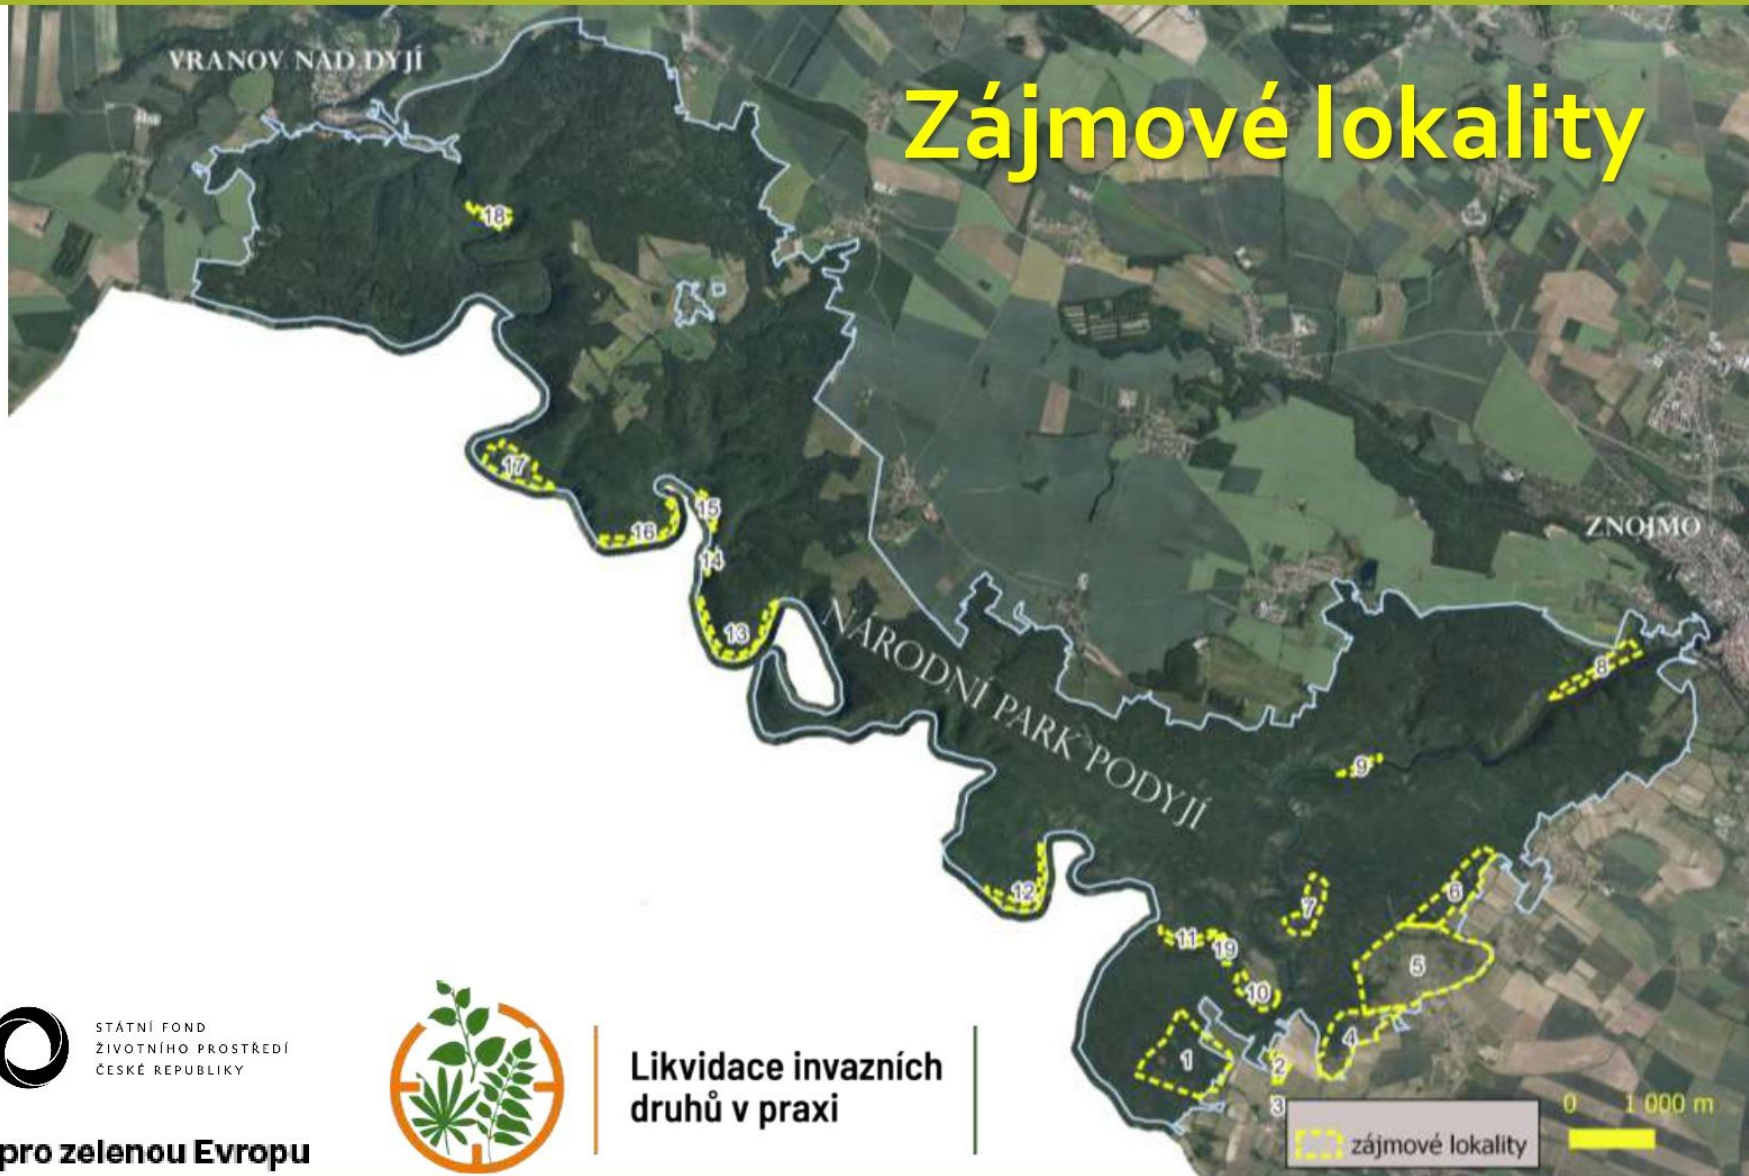 VRANOV NAD DYJÍ
Zájmové lokality
18
17
15
16
14
ZNOJMO
13
8
NÁRODNÍ PARK PODYJÍ
9
12
6
7
11
19
5
10
4
1
2
3
0 1 000 m
zájmové lokality
STÁTNÍ FOND
ŽIVOTNÍHO PROSTŘEDÍ
ČESKÉ REPUBLIKY
Likvidace invazních
druhů v praxi
pro zelenou Evropu